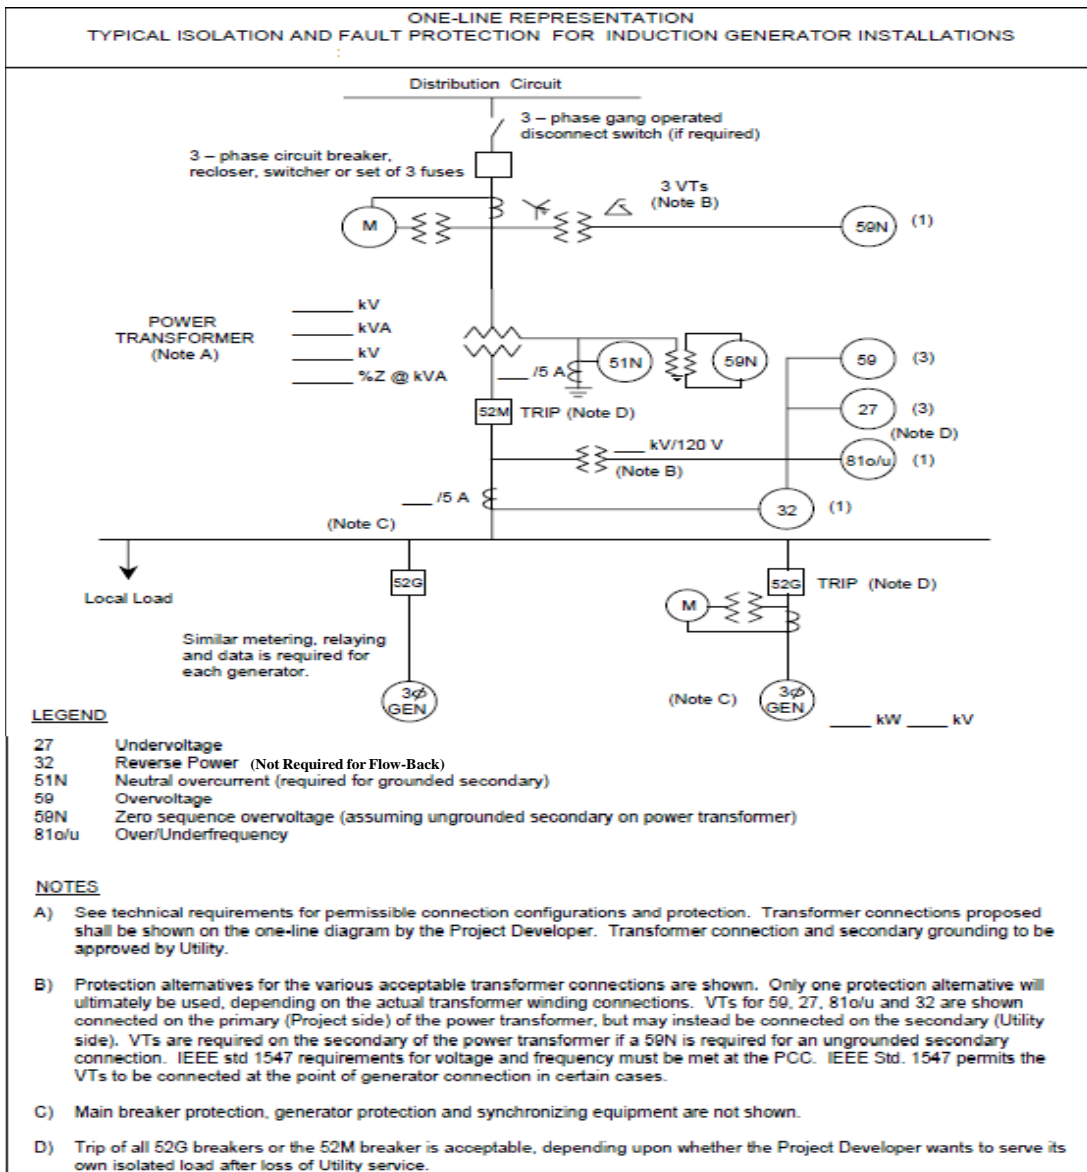 ONE-LINE REPRESENTATION
TYPICAL ISOLATION AND FAULT PROTECTION FOR INDUCTION GENERATOR INSTALLATIONS
:
Distribution Circuit
3 – phase gang operated
disconnect switch (if required)
3 – phase circuit breaker,
recloser, switcher or set of 3 fuses
3 VTs
(Note B)
M
59N (1)
POWER
TRANSFORMER
(Note A)
____ kV
____ kVA
____ kV
____ %Z @ kVA
___ /5 A
51N
59N
59 (3)
27 (3)
(Note D)
52M TRIP (Note D)
___ kV/120 V
(Note B)
81o/u (1)
___ /5 A
32 (1)
(Note C)
Local Load
52G
52G TRIP (Note D)
M
Similar metering, relaying
and data is required for
each generator.
3ϕ
GEN
(Note C)
3ϕ
GEN
____ kW ____ kV
LEGEND
27 Undervoltage
32 Reverse Power (Not Required for Flow-Back)
51N Neutral overcurrent (required for grounded secondary)
59 Overvoltage
59N Zero sequence overvoltage (assuming ungrounded secondary on power transformer)
81o/u Over/Underfrequency
NOTES
A) See technical requirements for permissible connection configurations and protection. Transformer connections proposed
shall be shown on the one-line diagram by the Project Developer. Transformer connection and secondary grounding to be
approved by Utility.
B) Protection alternatives for the various acceptable transformer connections are shown. Only one protection alternative will
ultimately be used, depending on the actual transformer winding connections. VTs for 59, 27, 81o/u and 32 are shown
connected on the primary (Project side) of the power transformer, but may instead be connected on the secondary (Utility
side). VTs are required on the secondary of the power transformer if a 59N is required for an ungrounded secondary
connection. IEEE std 1547 requirements for voltage and frequency must be met at the PCC. IEEE Std. 1547 permits the
VTs to be connected at the point of generator connection in certain cases.
C) Main breaker protection, generator protection and synchronizing equipment are not shown.
D) Trip of all 52G breakers or the 52M breaker is acceptable, depending upon whether the Project Developer wants to serve its
own isolated load after loss of Utility service.